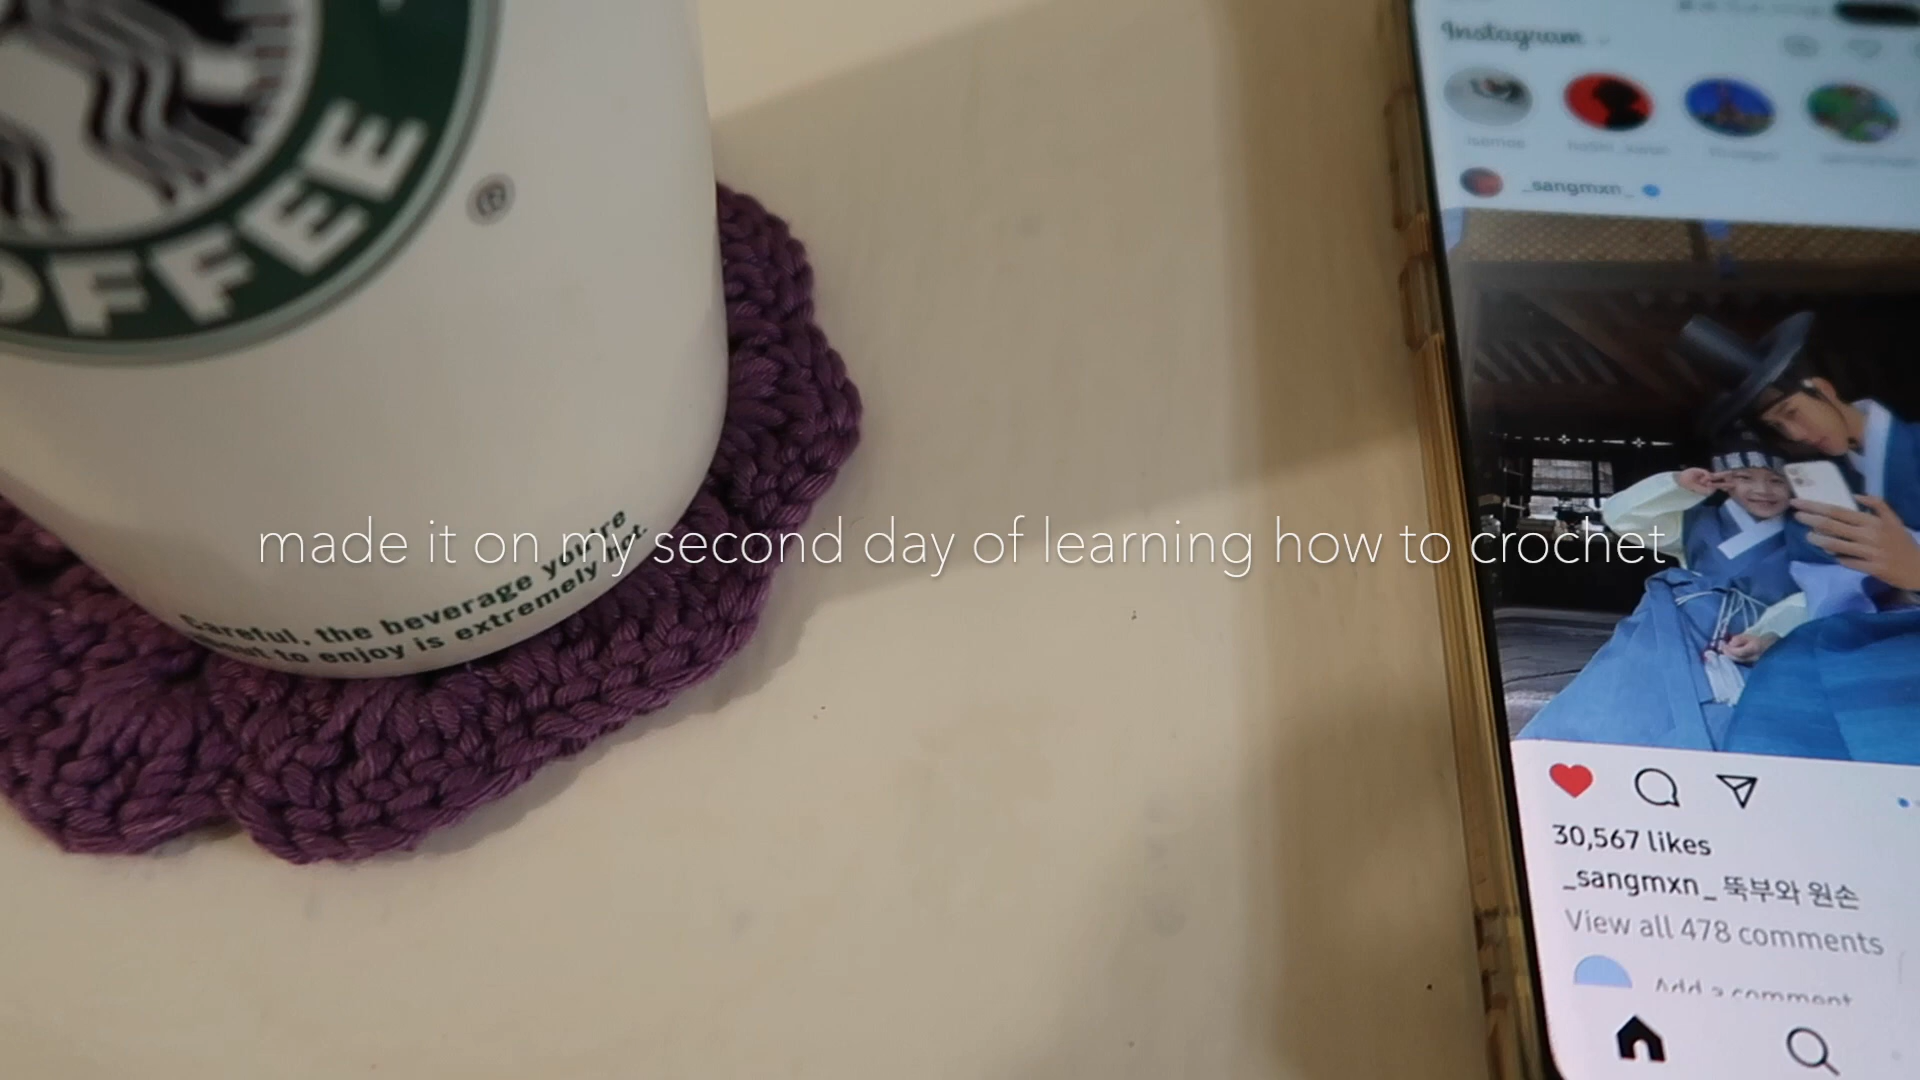 OFFEE
®
Careful, the beverage you're
about to enjoy is extremely hot.
made it on my second day of learning how to crochet
Instagram
_sangmxn_
30,567 likes
_sangmxn_ 뚝부와 원손
View all 478 comments
Add a comment